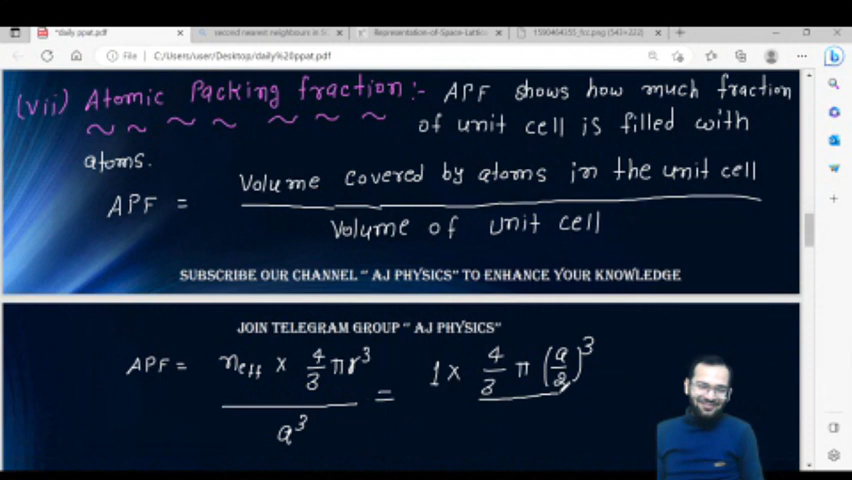 *daily ppat.pdf
second nearest neighbours in S
Representation-of-Space-Lattic
1590464155_fcc.png (543×222)
File
C:/Users/user/Desktop/daily%20ppat.pdf
(vii) Atomic Packing fraction :- APF shows how much fraction
of unit cell is filled with
atoms.
APF = Volume covered by atoms in the unit cell
Volume of unit cell
SUBSCRIBE OUR CHANNEL “ AJ PHYSICS” TO ENHANCE YOUR KNOWLEDGE
JOIN TELEGRAM GROUP “ AJ PHYSICS”
APF = neff × 4/3 πr³ = 1 × 4/3 π (a/2)³
a³